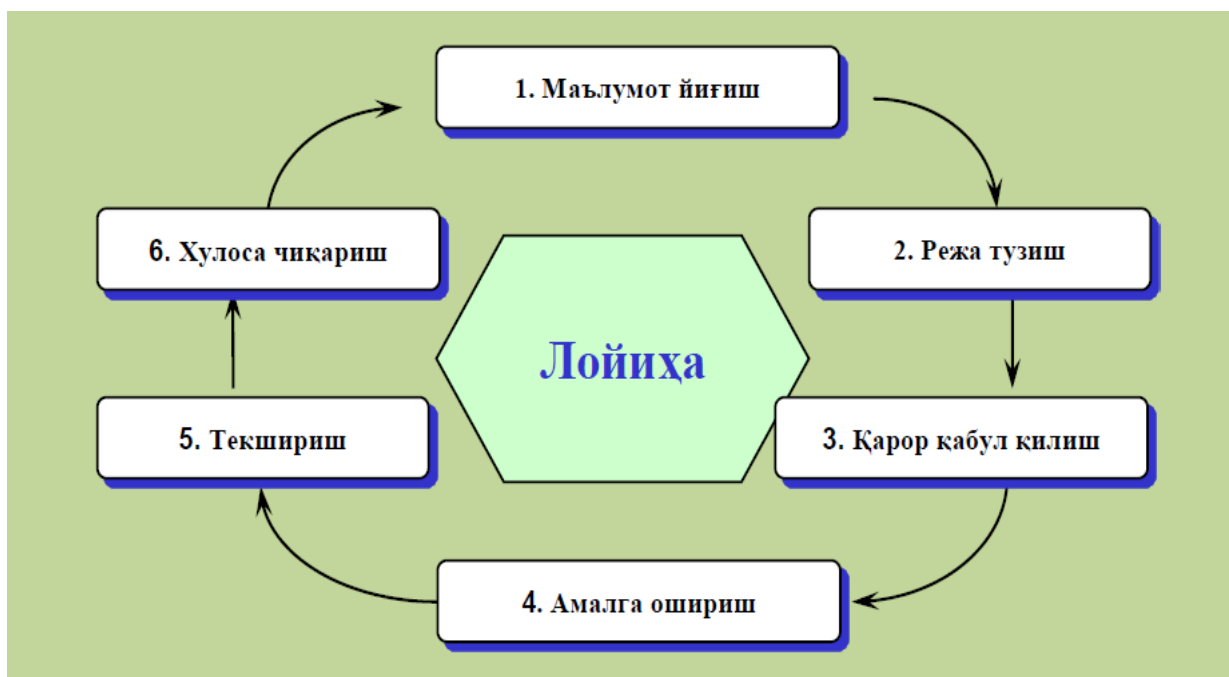 1. Маълумот йиғиш
2. Режа тузиш
3. Қарор қабул қилиш
4. Амалга ошириш
5. Текшириш
6. Хулоса чиқариш
Лойиҳа